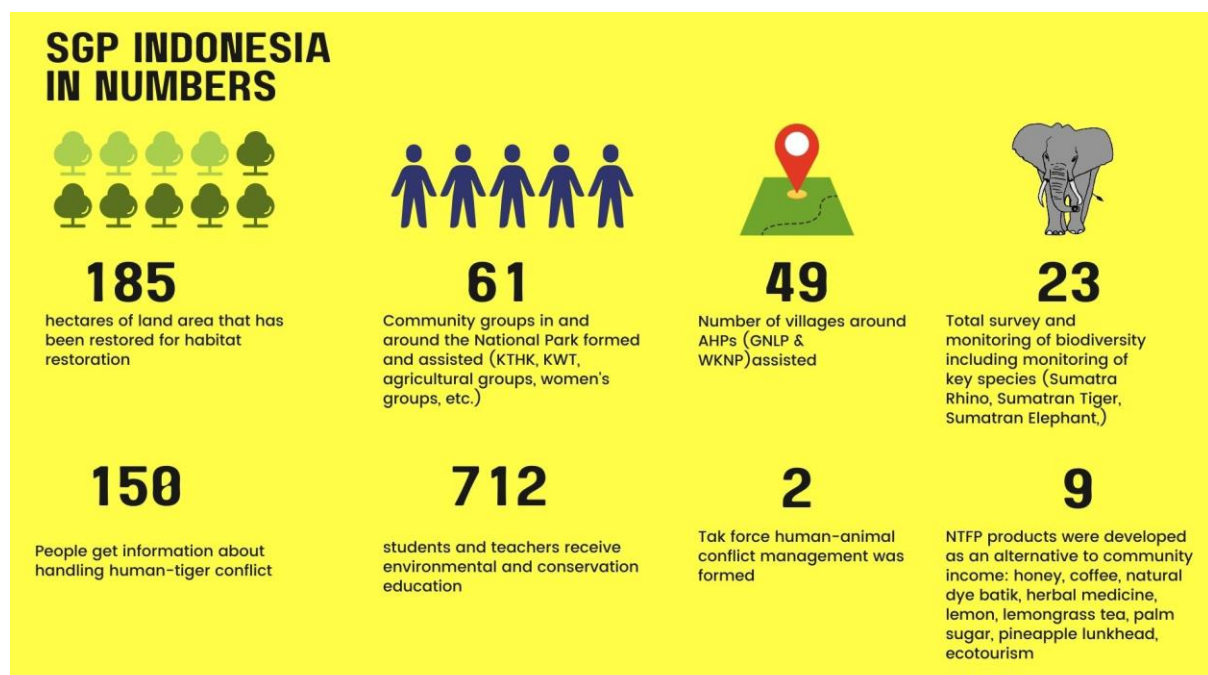 SGP INDONESIA
IN NUMBERS
185
hectares of land area that has
been restored for habitat
restoration
61
Community groups in and
around the National Park formed
and assisted (KTHK, KWT,
agricultural groups, women's
groups, etc.)
49
Number of villages around
AHPs (GNLP &
WKNP)assisted
23
Total survey and
monitoring of biodiversity
including monitoring of
key species (Sumatra
Rhino, Sumatran Tiger,
Sumatran Elephant,)
150
People get information about
handling human-tiger conflict
712
students and teachers receive
environmental and conservation
education
2
Tak force human-animal
conflict management was
formed
9
NTFP products were developed
as an alternative to community
income: honey, coffee, natural
dye batik, herbal medicine,
lemon, lemongrass tea, palm
sugar, pineapple lunkhead,
ecotourism